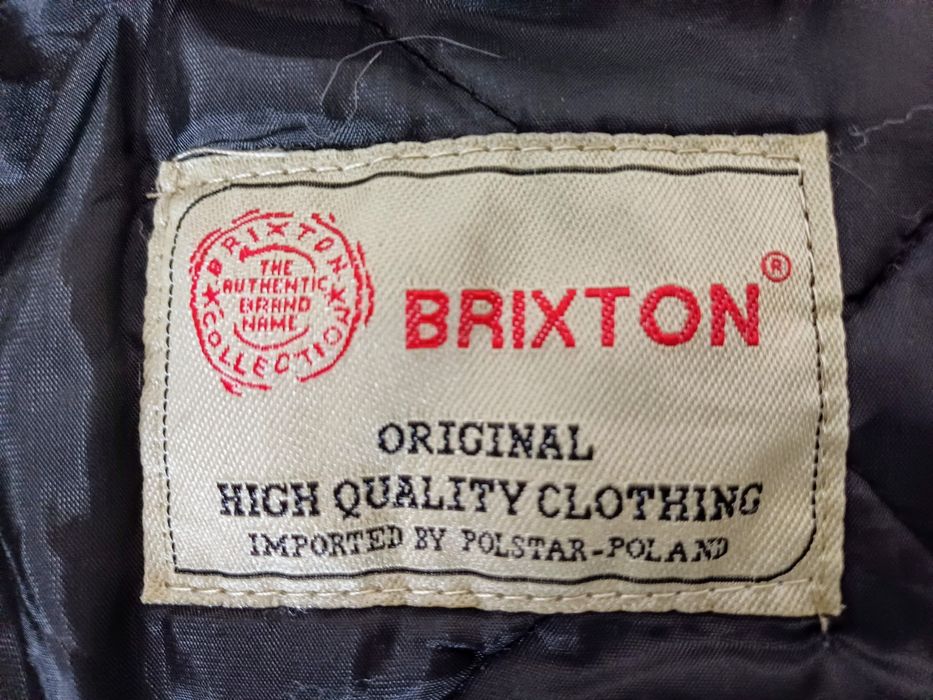 BRIXTON
THE
AUTHENTIC
BRAND
NAME
COLLECTION
BRIXTON®
ORIGINAL
HIGH QUALITY CLOTHING
IMPORTED BY POLSTAR-POLAND